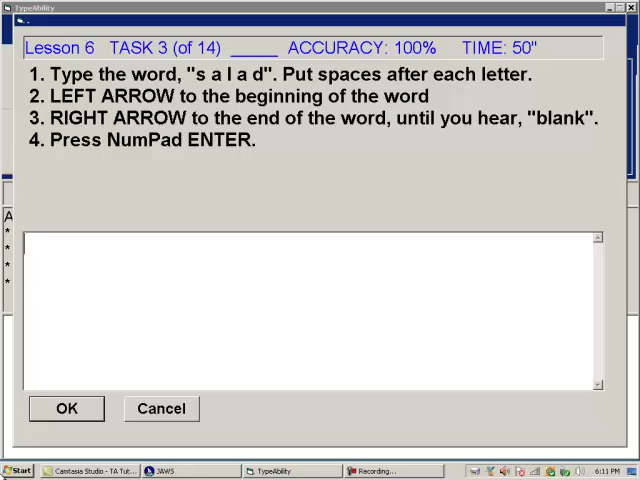 TypeAbility
Lesson 6 TASK 3 (of 14) _____ ACCURACY: 100% TIME: 50"
1. Type the word, "s a l a d". Put spaces after each letter.
2. LEFT ARROW to the beginning of the word
3. RIGHT ARROW to the end of the word, until you hear, "blank".
4. Press NumPad ENTER.
A
*
*
*
*
OK Cancel
Start Camtasia Studio - TA Tut... JAWS TypeAbility Recording... 6:11 PM